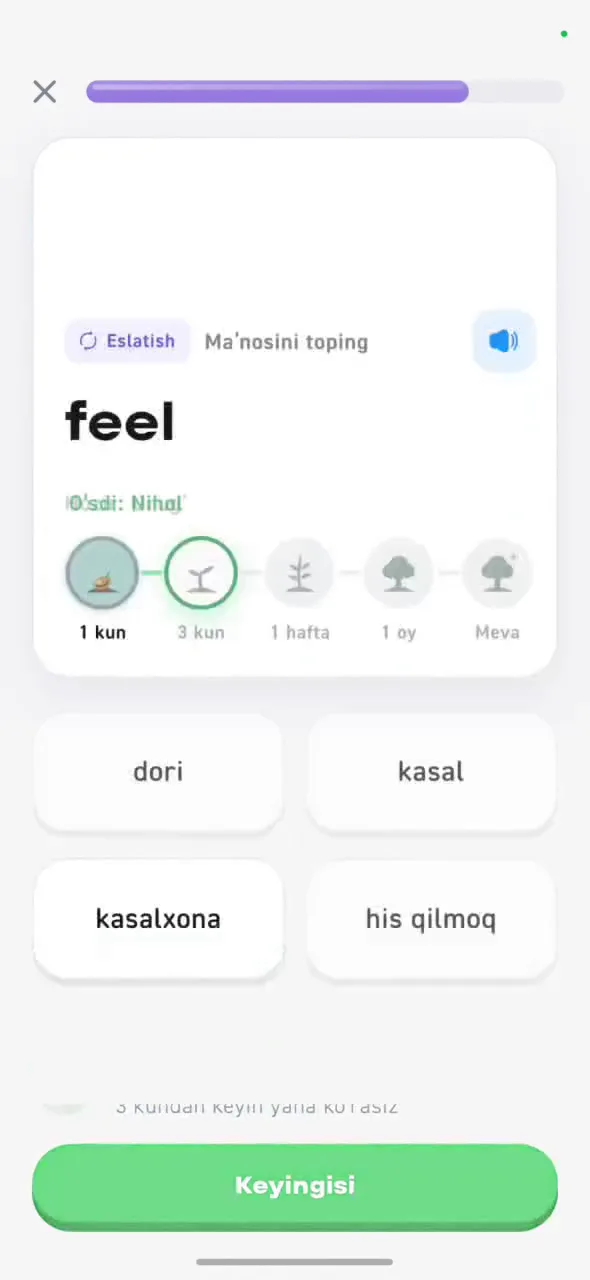 Eslatish Ma'nosini toping
feel
O'sdi: Nihol
1 kun 3 kun 1 hafta 1 oy Meva
dori kasal
kasalxona his qilmoq
3 kundan keyin yana ko'rasiz
Keyingisi